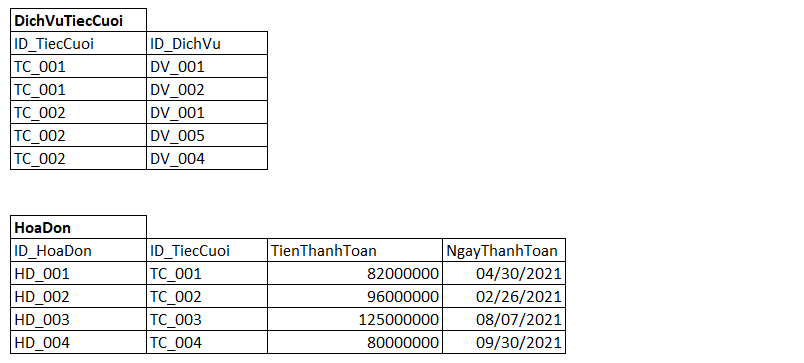 DichVuTiecCuoi
ID_TiecCuoi ID_DichVu
TC_001 DV_001
TC_001 DV_002
TC_002 DV_001
TC_002 DV_005
TC_002 DV_004
HoaDon
ID_HoaDon ID_TiecCuoi TienThanhToan NgayThanhToan
HD_001 TC_001 82000000 04/30/2021
HD_002 TC_002 96000000 02/26/2021
HD_003 TC_003 125000000 08/07/2021
HD_004 TC_004 80000000 09/30/2021